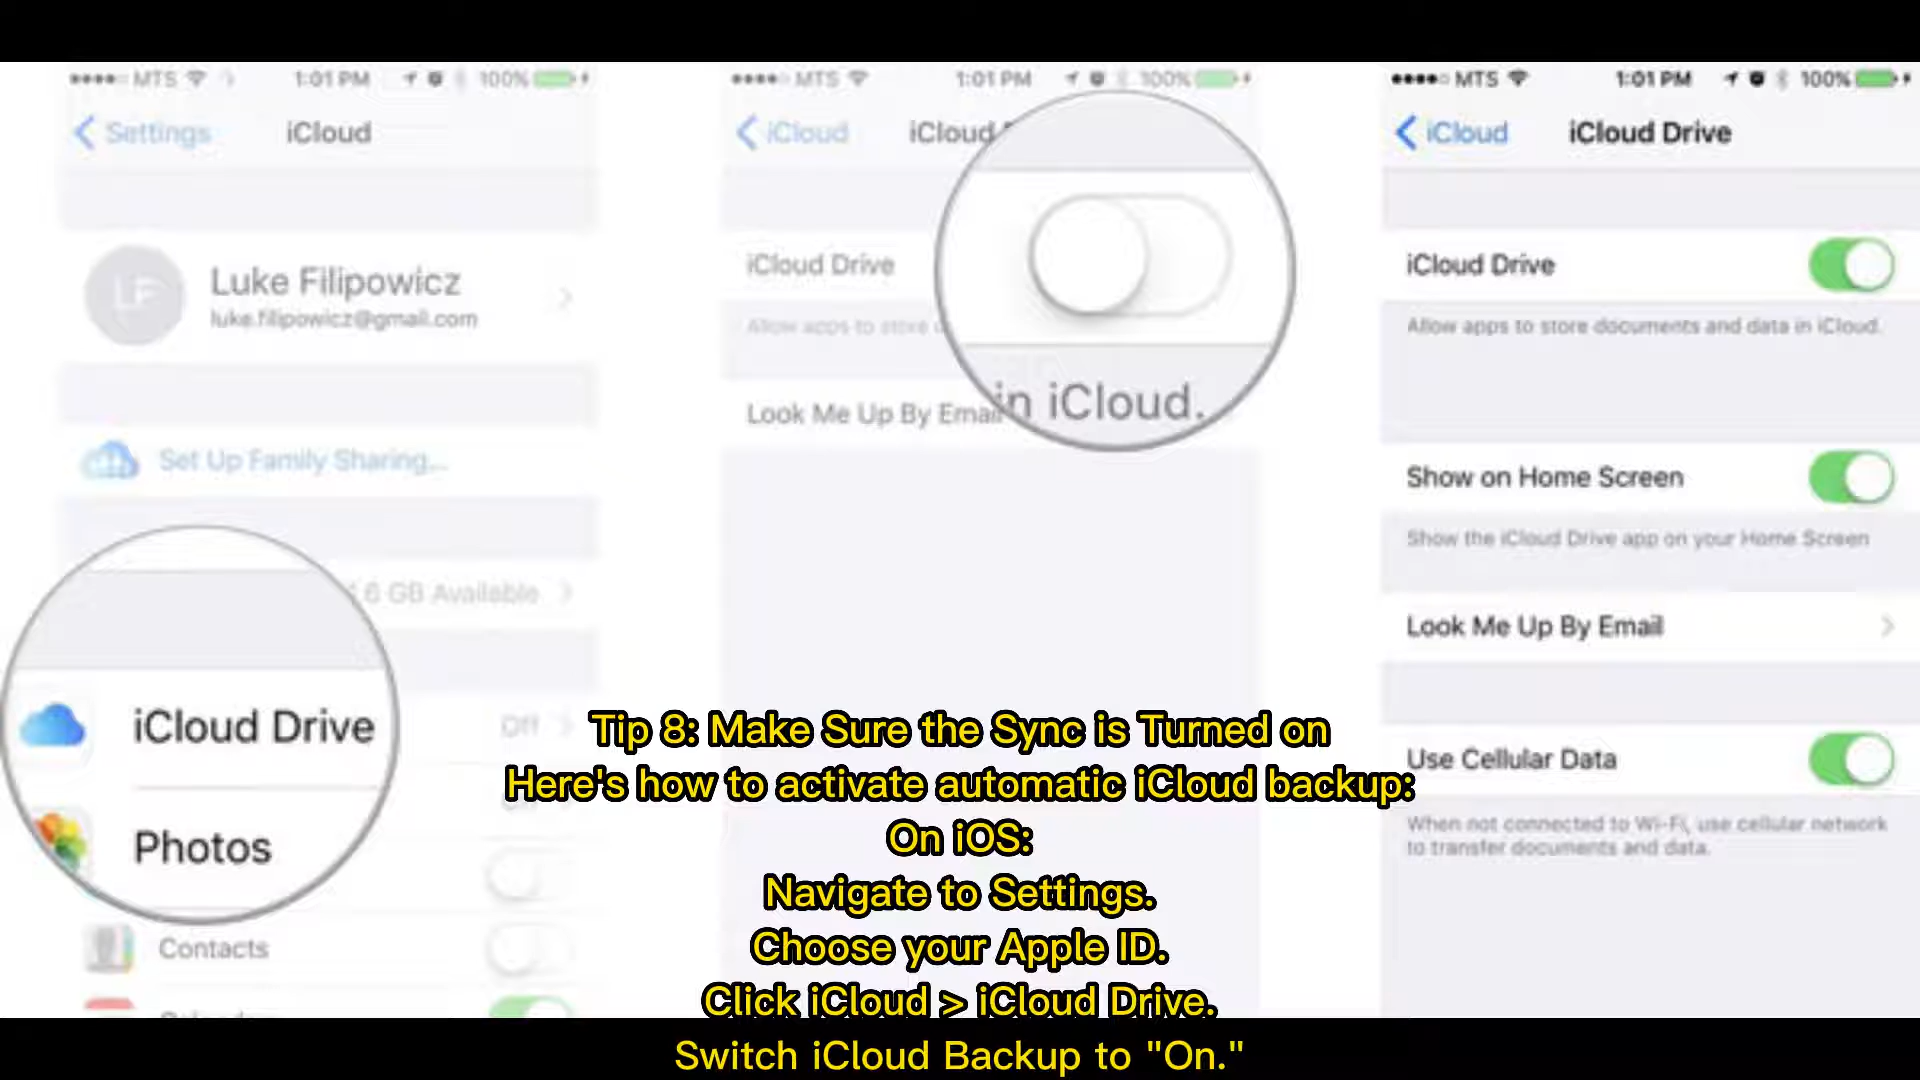 MTS 1:01 PM 100%
Settings iCloud
LF
Luke Filipowicz
luke.filipowicz@gmail.com
Set Up Family Sharing...
6 GB Available
iCloud Drive
Off
Photos
Contacts
MTS 1:01 PM 100%
iCloud iCloud
iCloud Drive
Allow apps to store
in iCloud.
Look Me Up By Email
MTS 1:01 PM 100%
iCloud iCloud Drive
iCloud Drive
Allow apps to store documents and data in iCloud.
Show on Home Screen
Show the iCloud Drive app on your Home Screen
Look Me Up By Email
Use Cellular Data
When not connected to Wi-Fi, use cellular network
to transfer documents and data.
Tip 8: Make Sure the Sync is Turned on
Here's how to activate automatic iCloud backup:
On iOS:
Navigate to Settings.
Choose your Apple ID.
Click iCloud > iCloud Drive.
Switch iCloud Backup to "On."